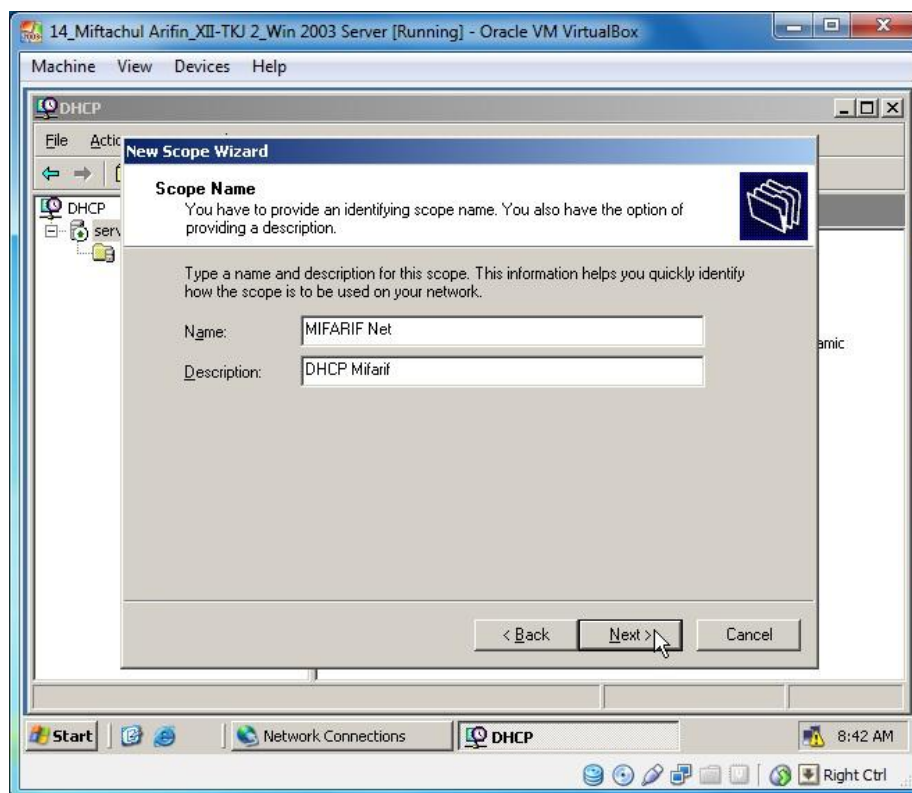 14_Miftachul Arifin_XII-TKJ 2_Win 2003 Server [Running] - Oracle VM VirtualBox
Machine View Devices Help
DHCP
File Actic
New Scope Wizard
Scope Name
You have to provide an identifying scope name. You also have the option of
providing a description.
DHCP
serv
Type a name and description for this scope. This information helps you quickly identify
how the scope is to be used on your network.
Name: MIFARIF Net
amic
Description: DHCP Mifarif
< Back Next > Cancel
Start Network Connections DHCP 8:42 AM
Right Ctrl